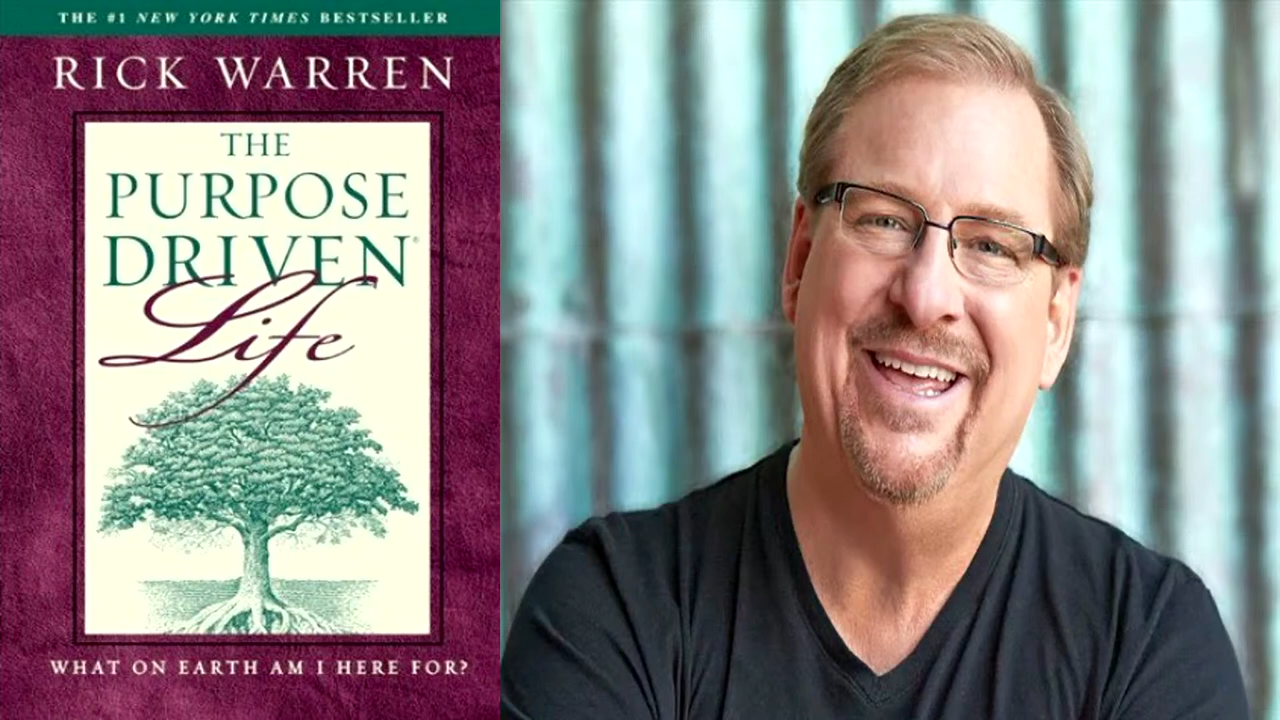 THE #1 NEW YORK TIMES BESTSELLER
RICK WARREN
THE
PURPOSE
DRIVEN®
Life
WHAT ON EARTH AM I HERE FOR?